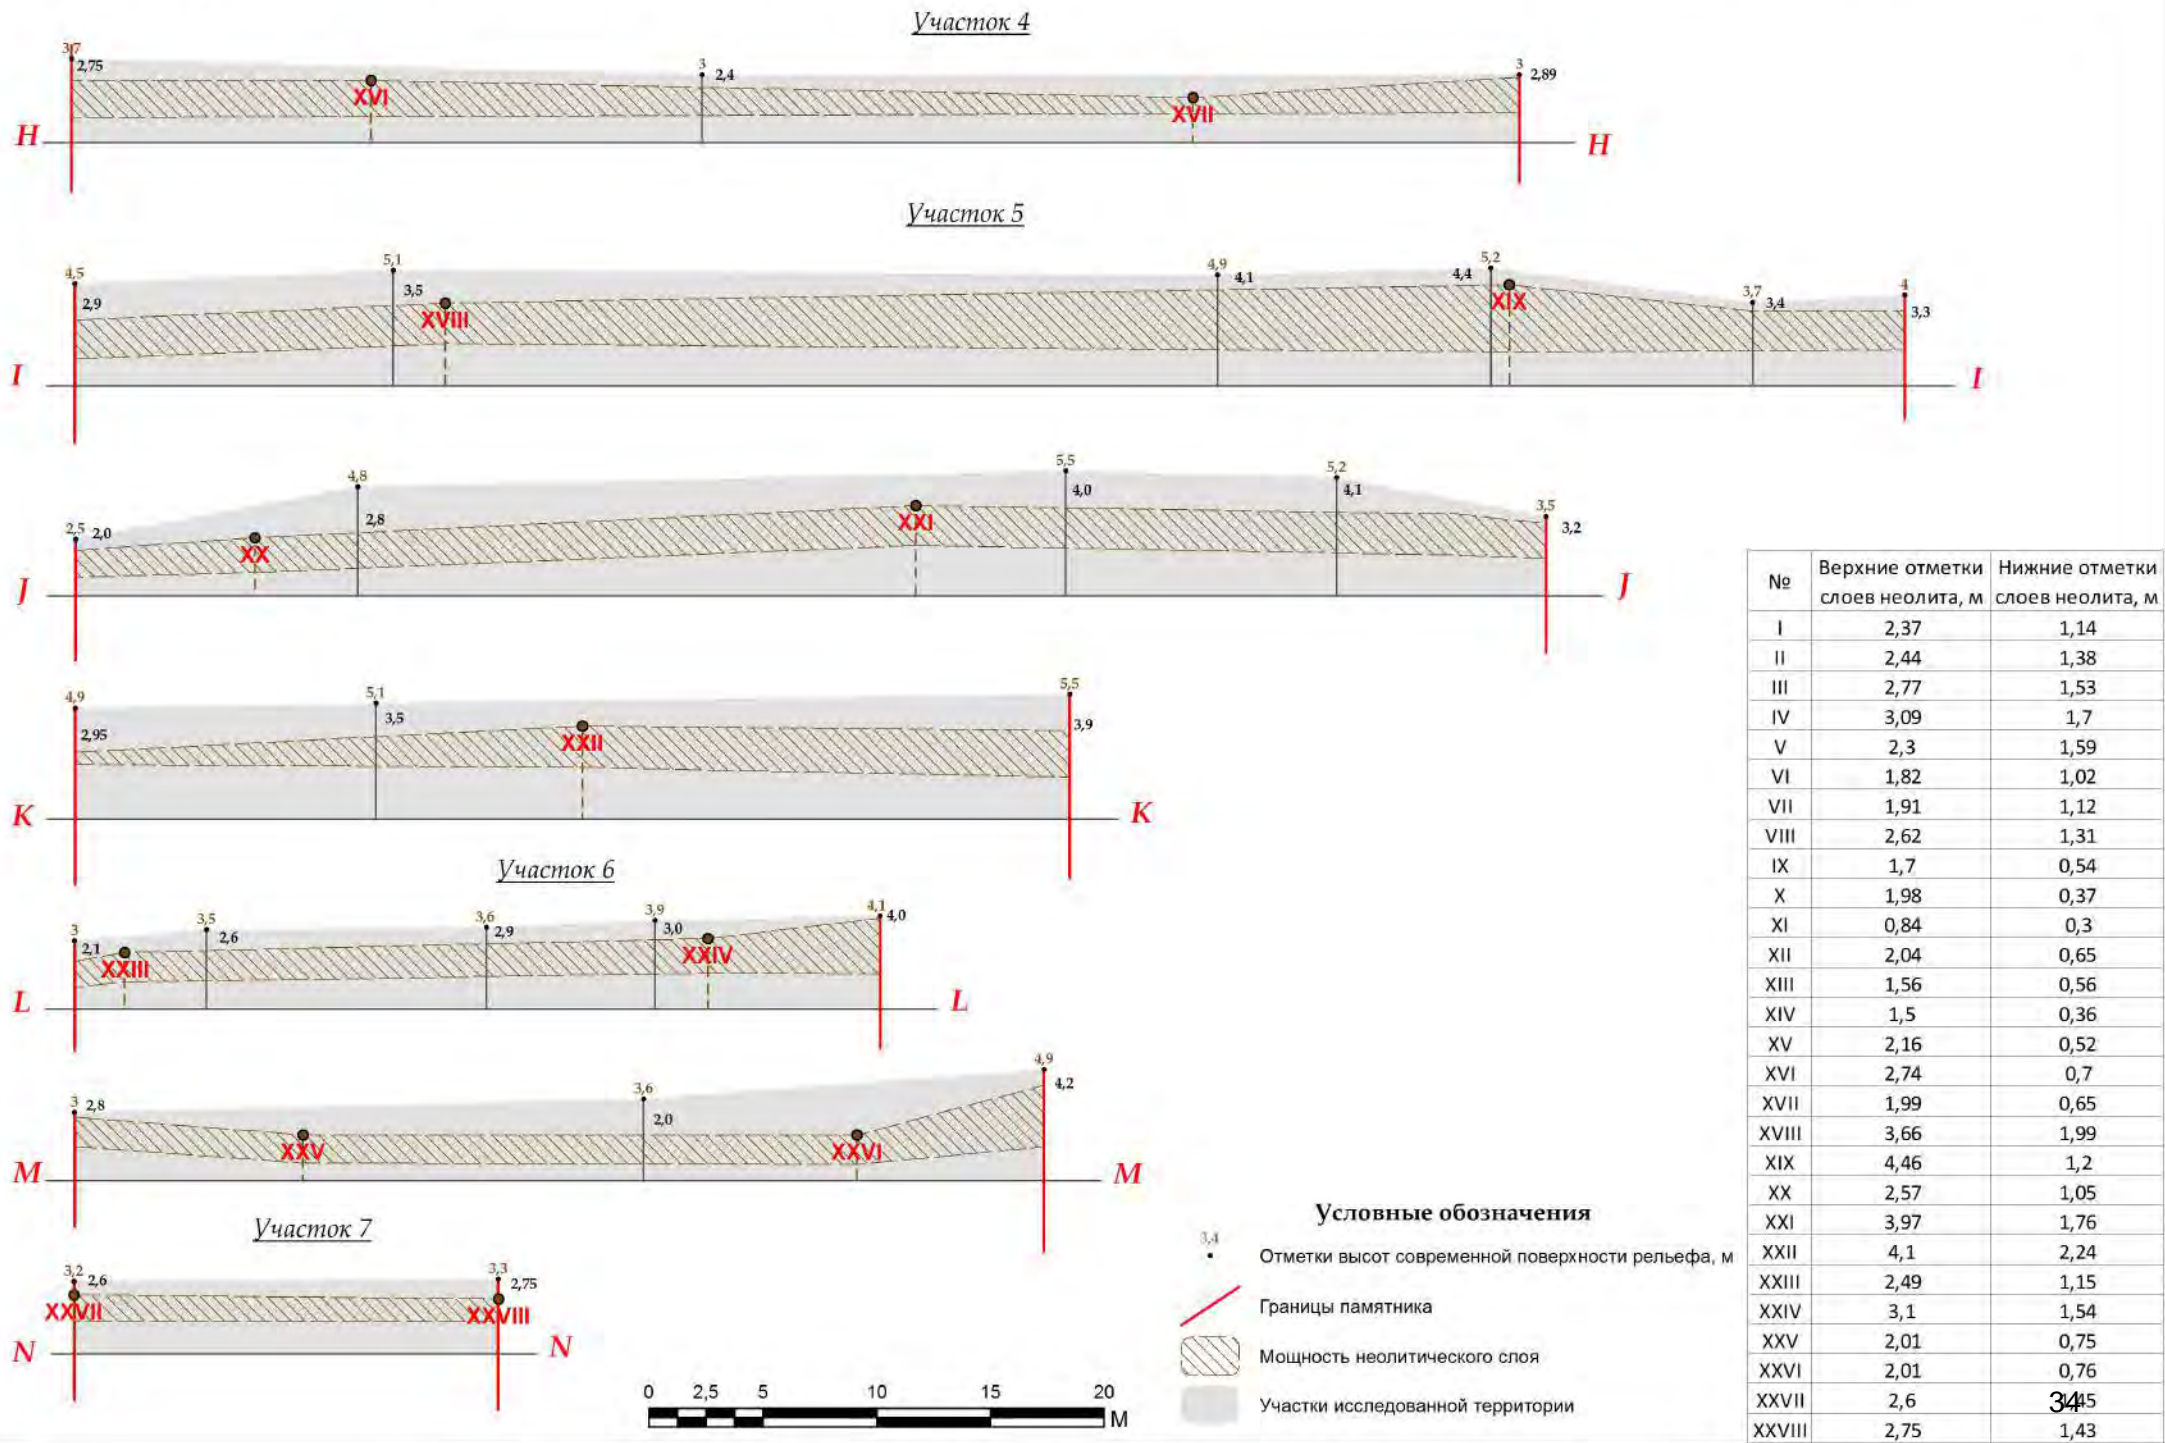 Участок 4
3,7
2,75
XVI
3
2,4
XVII
3
2,89
H
H
Участок 5
4,5
2,9
5,1
3,5
XVIII
4,9
4,1
5,2
4,4
XIX
3,7
3,4
4
3,3
I
I
2,5
2,0
XX
4,8
2,8
XXI
5,5
4,0
5,2
4,1
3,5
3,2
J
J
4,9
2,95
5,1
3,5
XXII
5,5
3,9
K
K
Участок 6
3
2,1
XXIII
3,5
2,6
3,6
2,9
3,9
3,0
XXIV
4,1
4,0
L
L
3
2,8
XXV
3,6
2,0
XXVI
4,9
4,2
M
M
Участок 7
3,2
2,6
XXVII
3,3
2,75
XXVIII
N
N
0 2,5 5 10 15 20
М
Условные обозначения
3,4
Отметки высот современной поверхности рельефа, м
Границы памятника
Мощность неолитического слоя
Участки исследованной территории
№ Верхние отметки слоев неолита, м Нижние отметки слоев неолита, м
I 2,37 1,14
II 2,44 1,38
III 2,77 1,53
IV 3,09 1,7
V 2,3 1,59
VI 1,82 1,02
VII 1,91 1,12
VIII 2,62 1,31
IX 1,7 0,54
X 1,98 0,37
XI 0,84 0,3
XII 2,04 0,65
XIII 1,56 0,56
XIV 1,5 0,36
XV 2,16 0,52
XVI 2,74 0,7
XVII 1,99 0,65
XVIII 3,66 1,99
XIX 4,46 1,2
XX 2,57 1,05
XXI 3,97 1,76
XXII 4,1 2,24
XXIII 2,49 1,15
XXIV 3,1 1,54
XXV 2,01 0,75
XXVI 2,01 0,76
XXVII 2,6
34
XXVIII 2,75 1,43